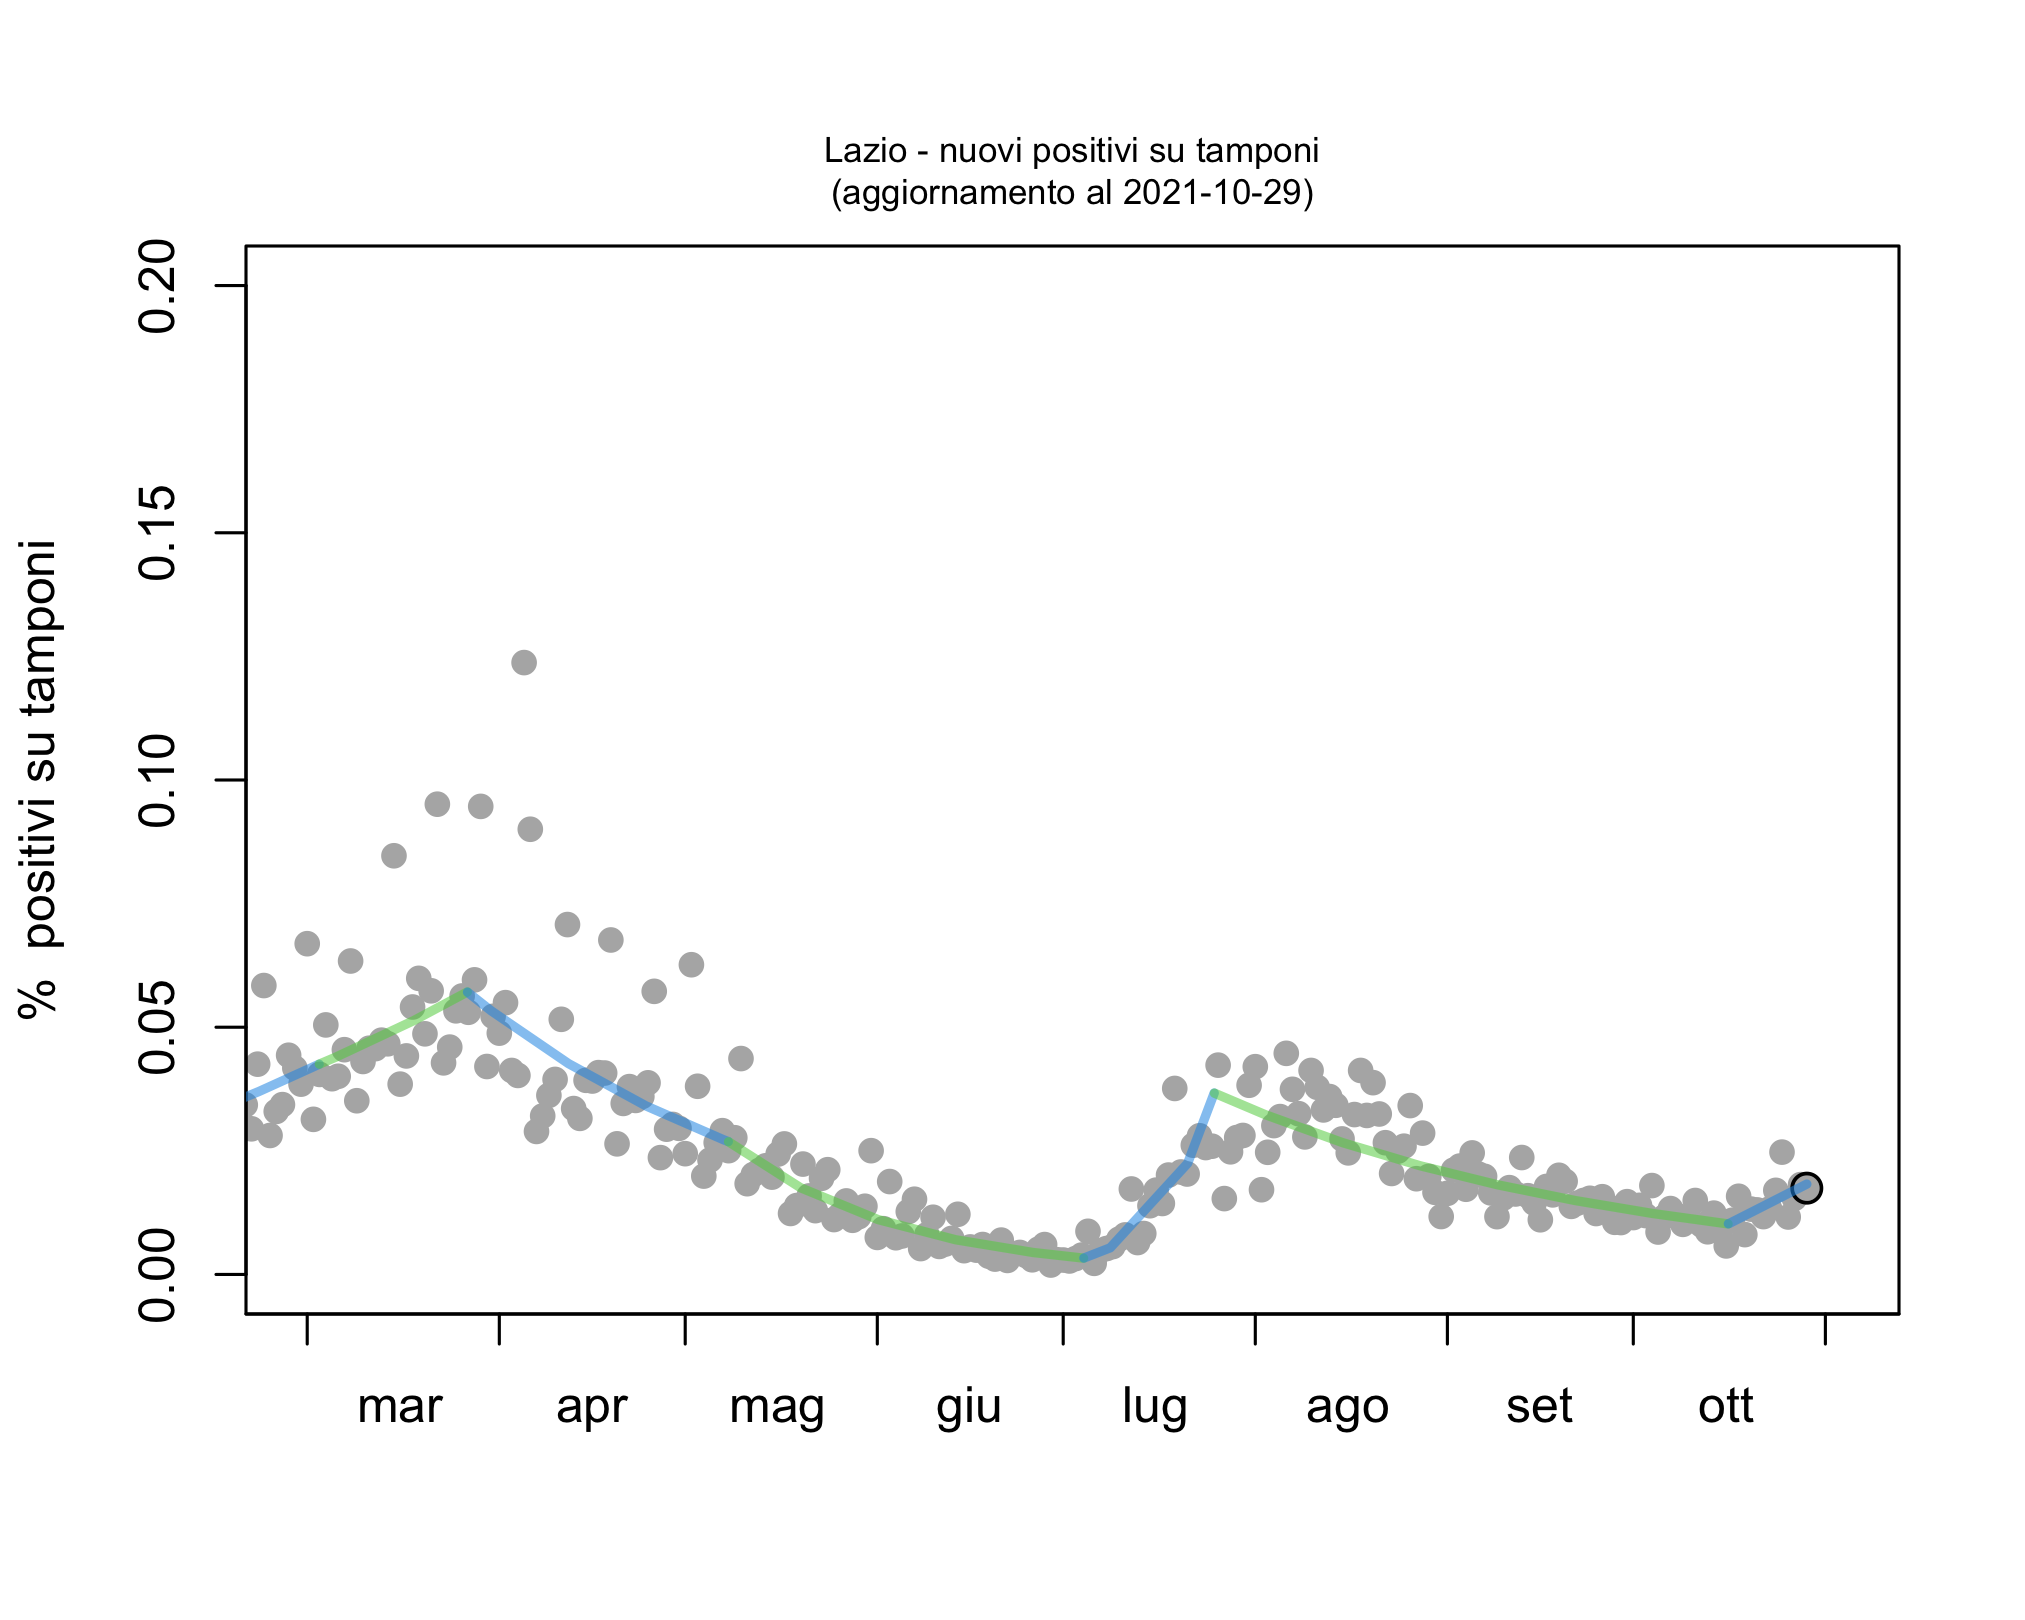 Lazio - nuovi positivi su tamponi
(aggiornamento al 2021-10-29)
% positivi su tamponi
0.20
0.15
0.10
0.05
0.00
mar apr mag giu lug ago set ott